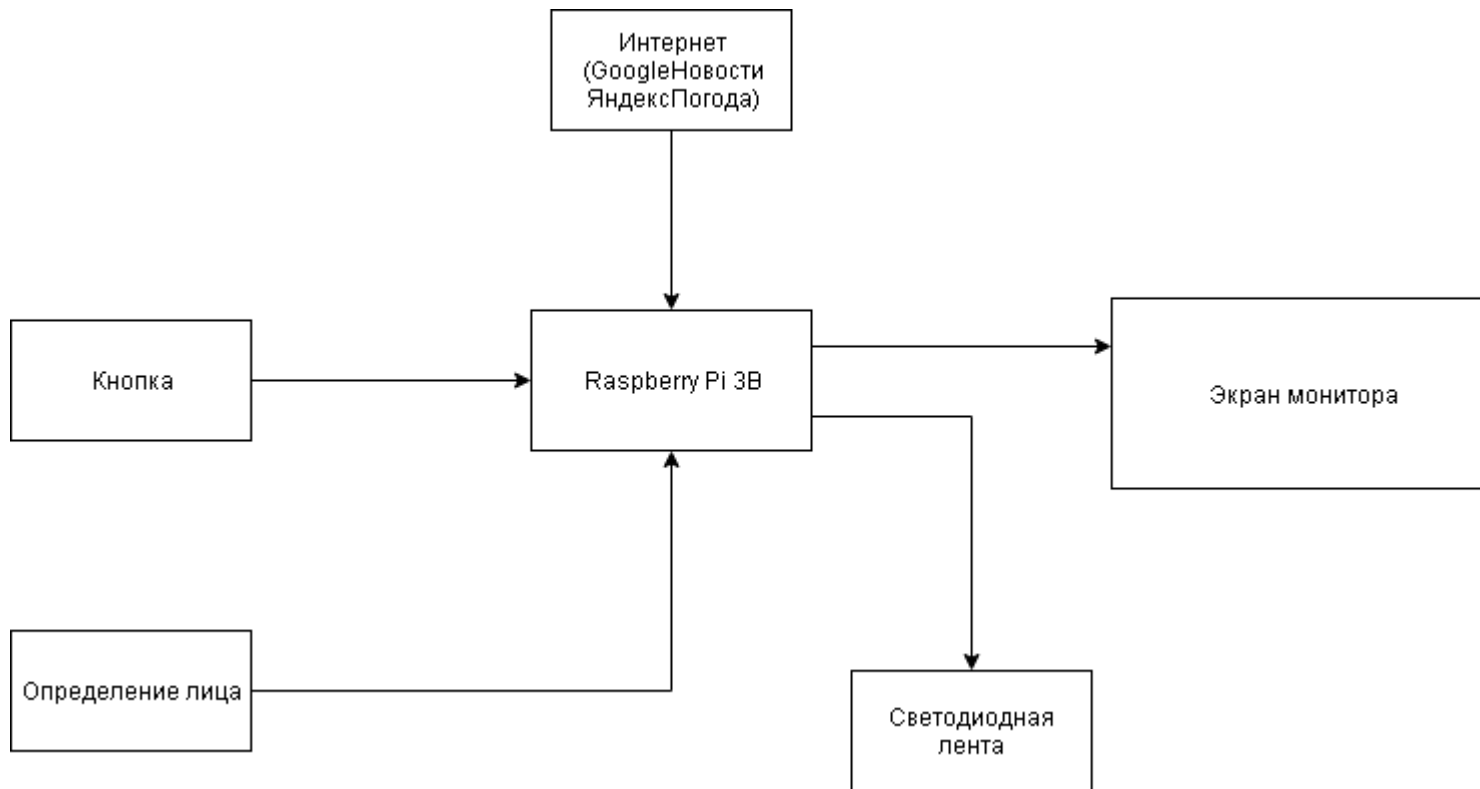 Интернет
(GoogleНовости
ЯндексПогода)
Кнопка
Raspberry Pi 3B
Экран монитора
Определение лица
Светодиодная
лента